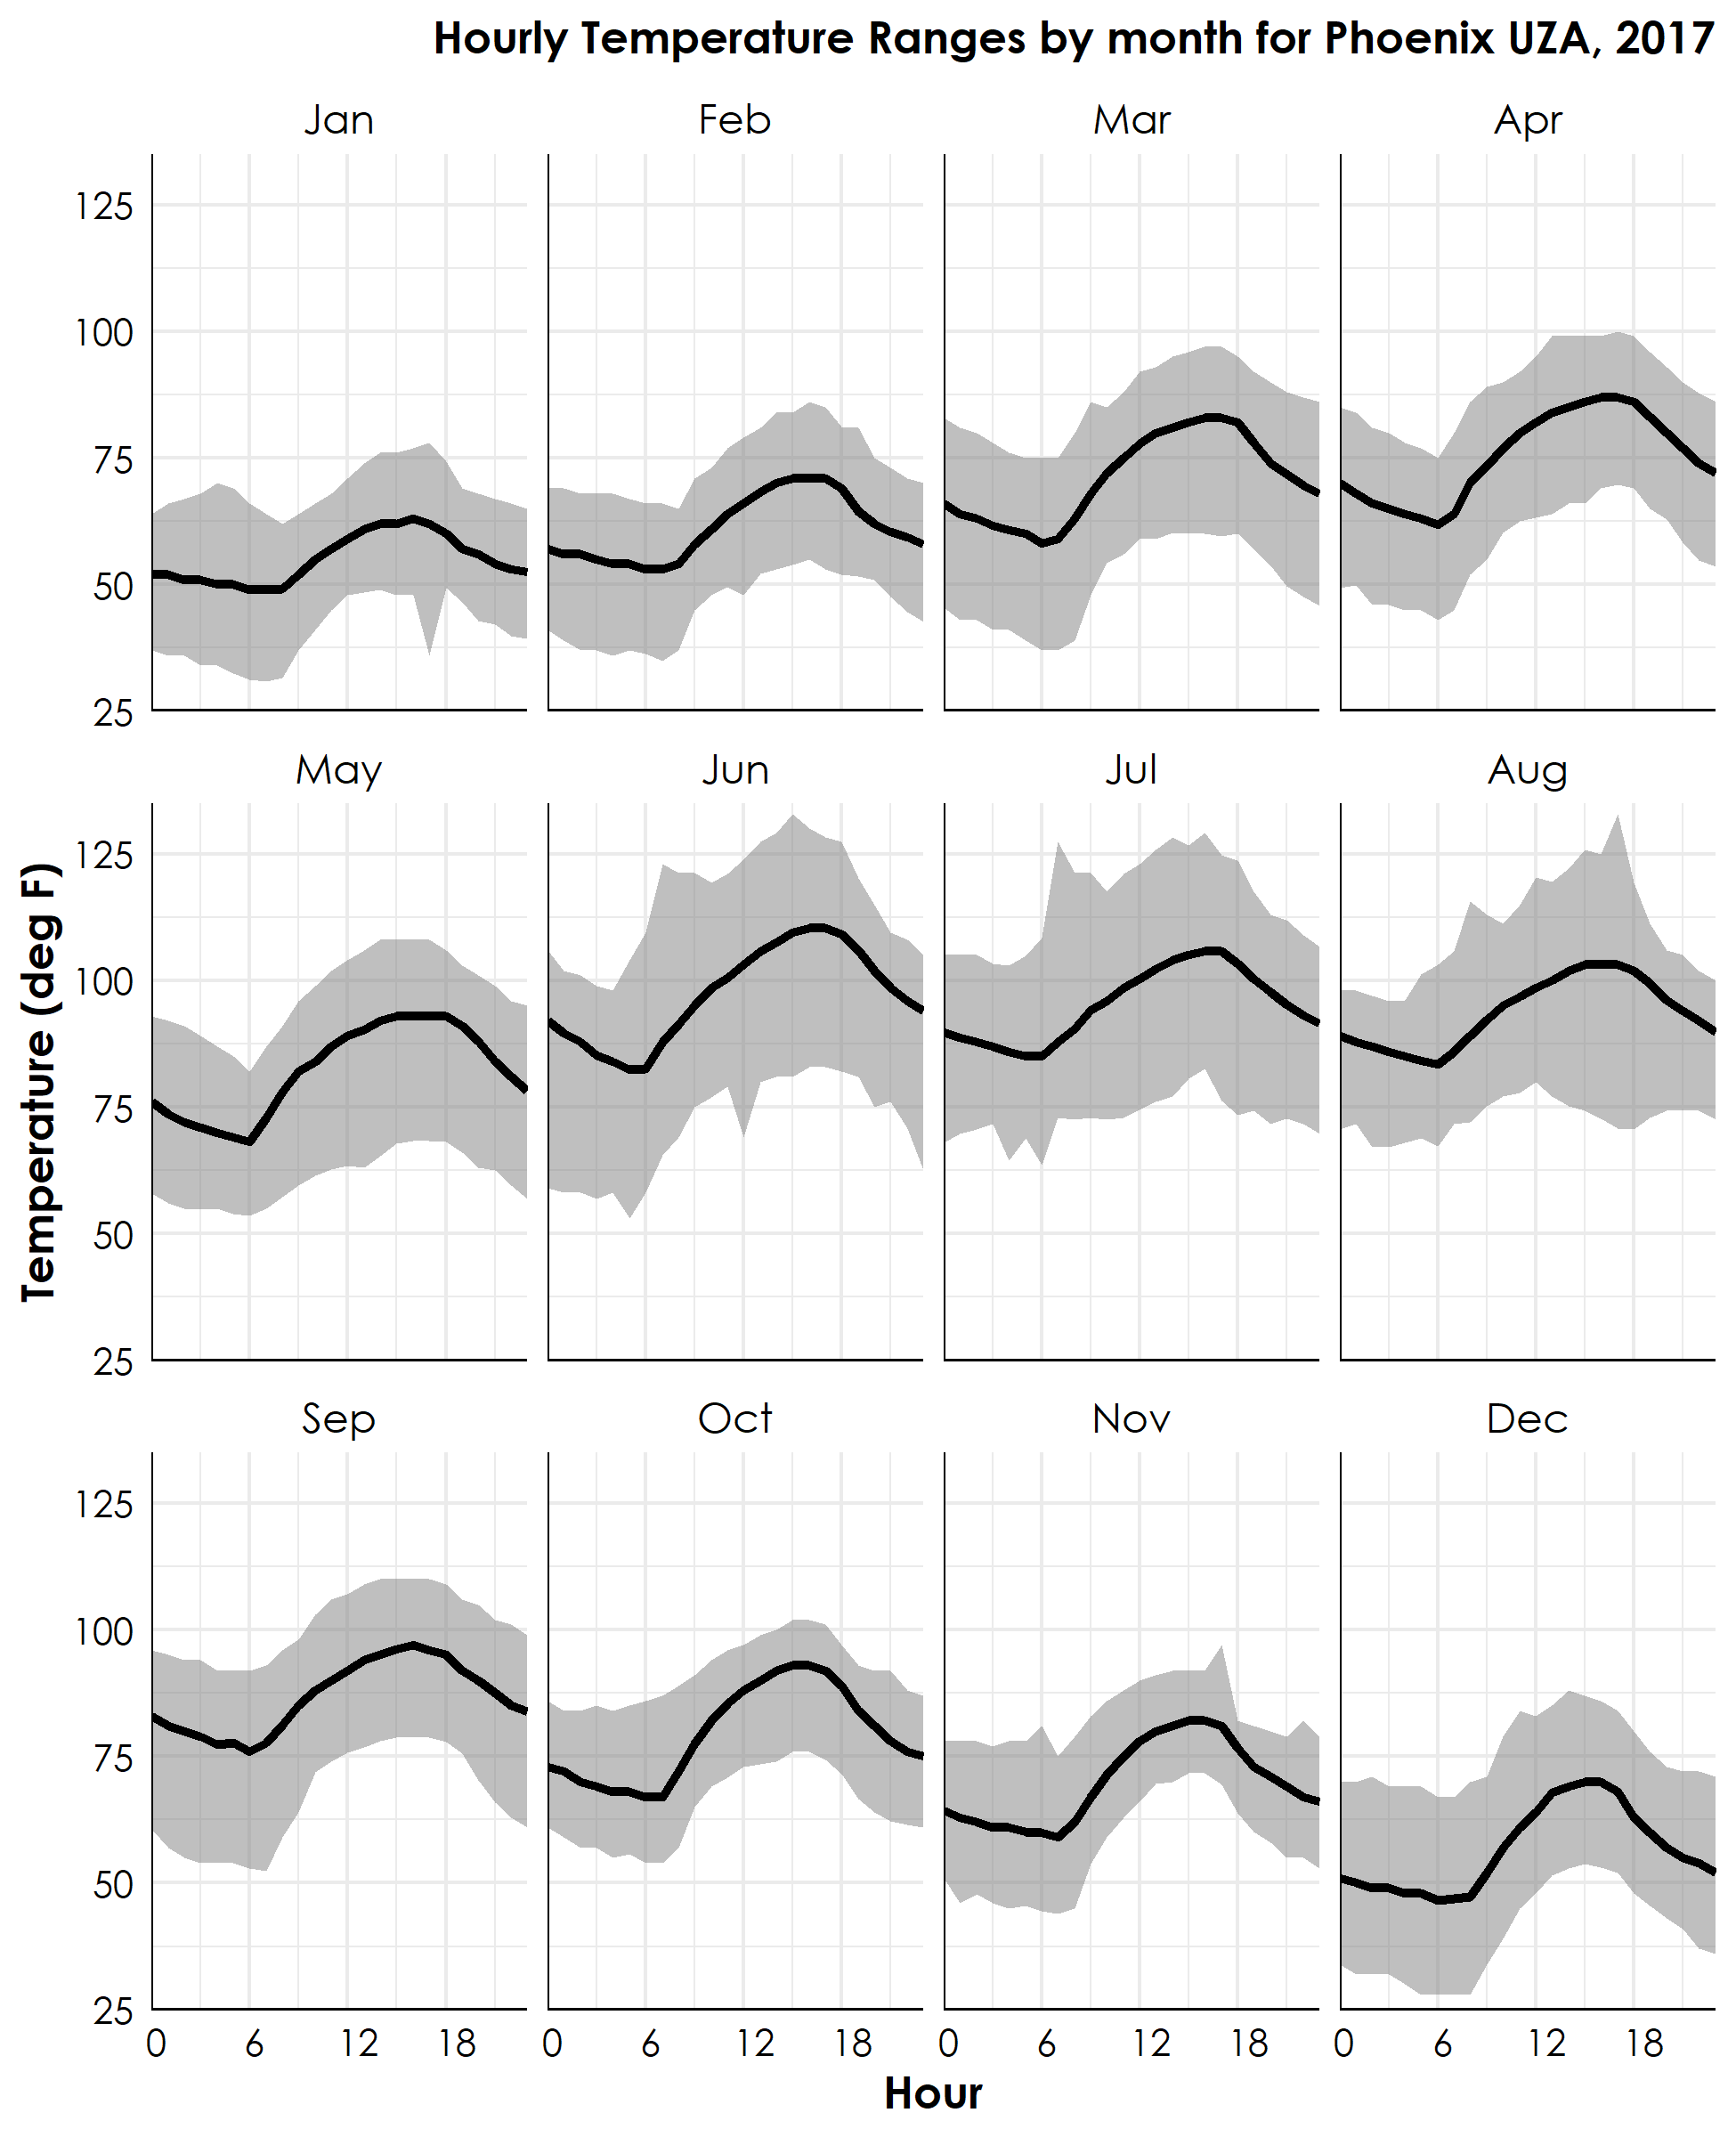 Hourly Temperature Ranges by month for Phoenix UZA, 2017
Jan Feb Mar Apr
125
100
75
50
25
May Jun Jul Aug
125
100
75
50
25
Temperature (deg F)
Sep Oct Nov Dec
125
100
75
50
25
0 6 12 18 0 6 12 18 0 6 12 18 0 6 12 18
Hour